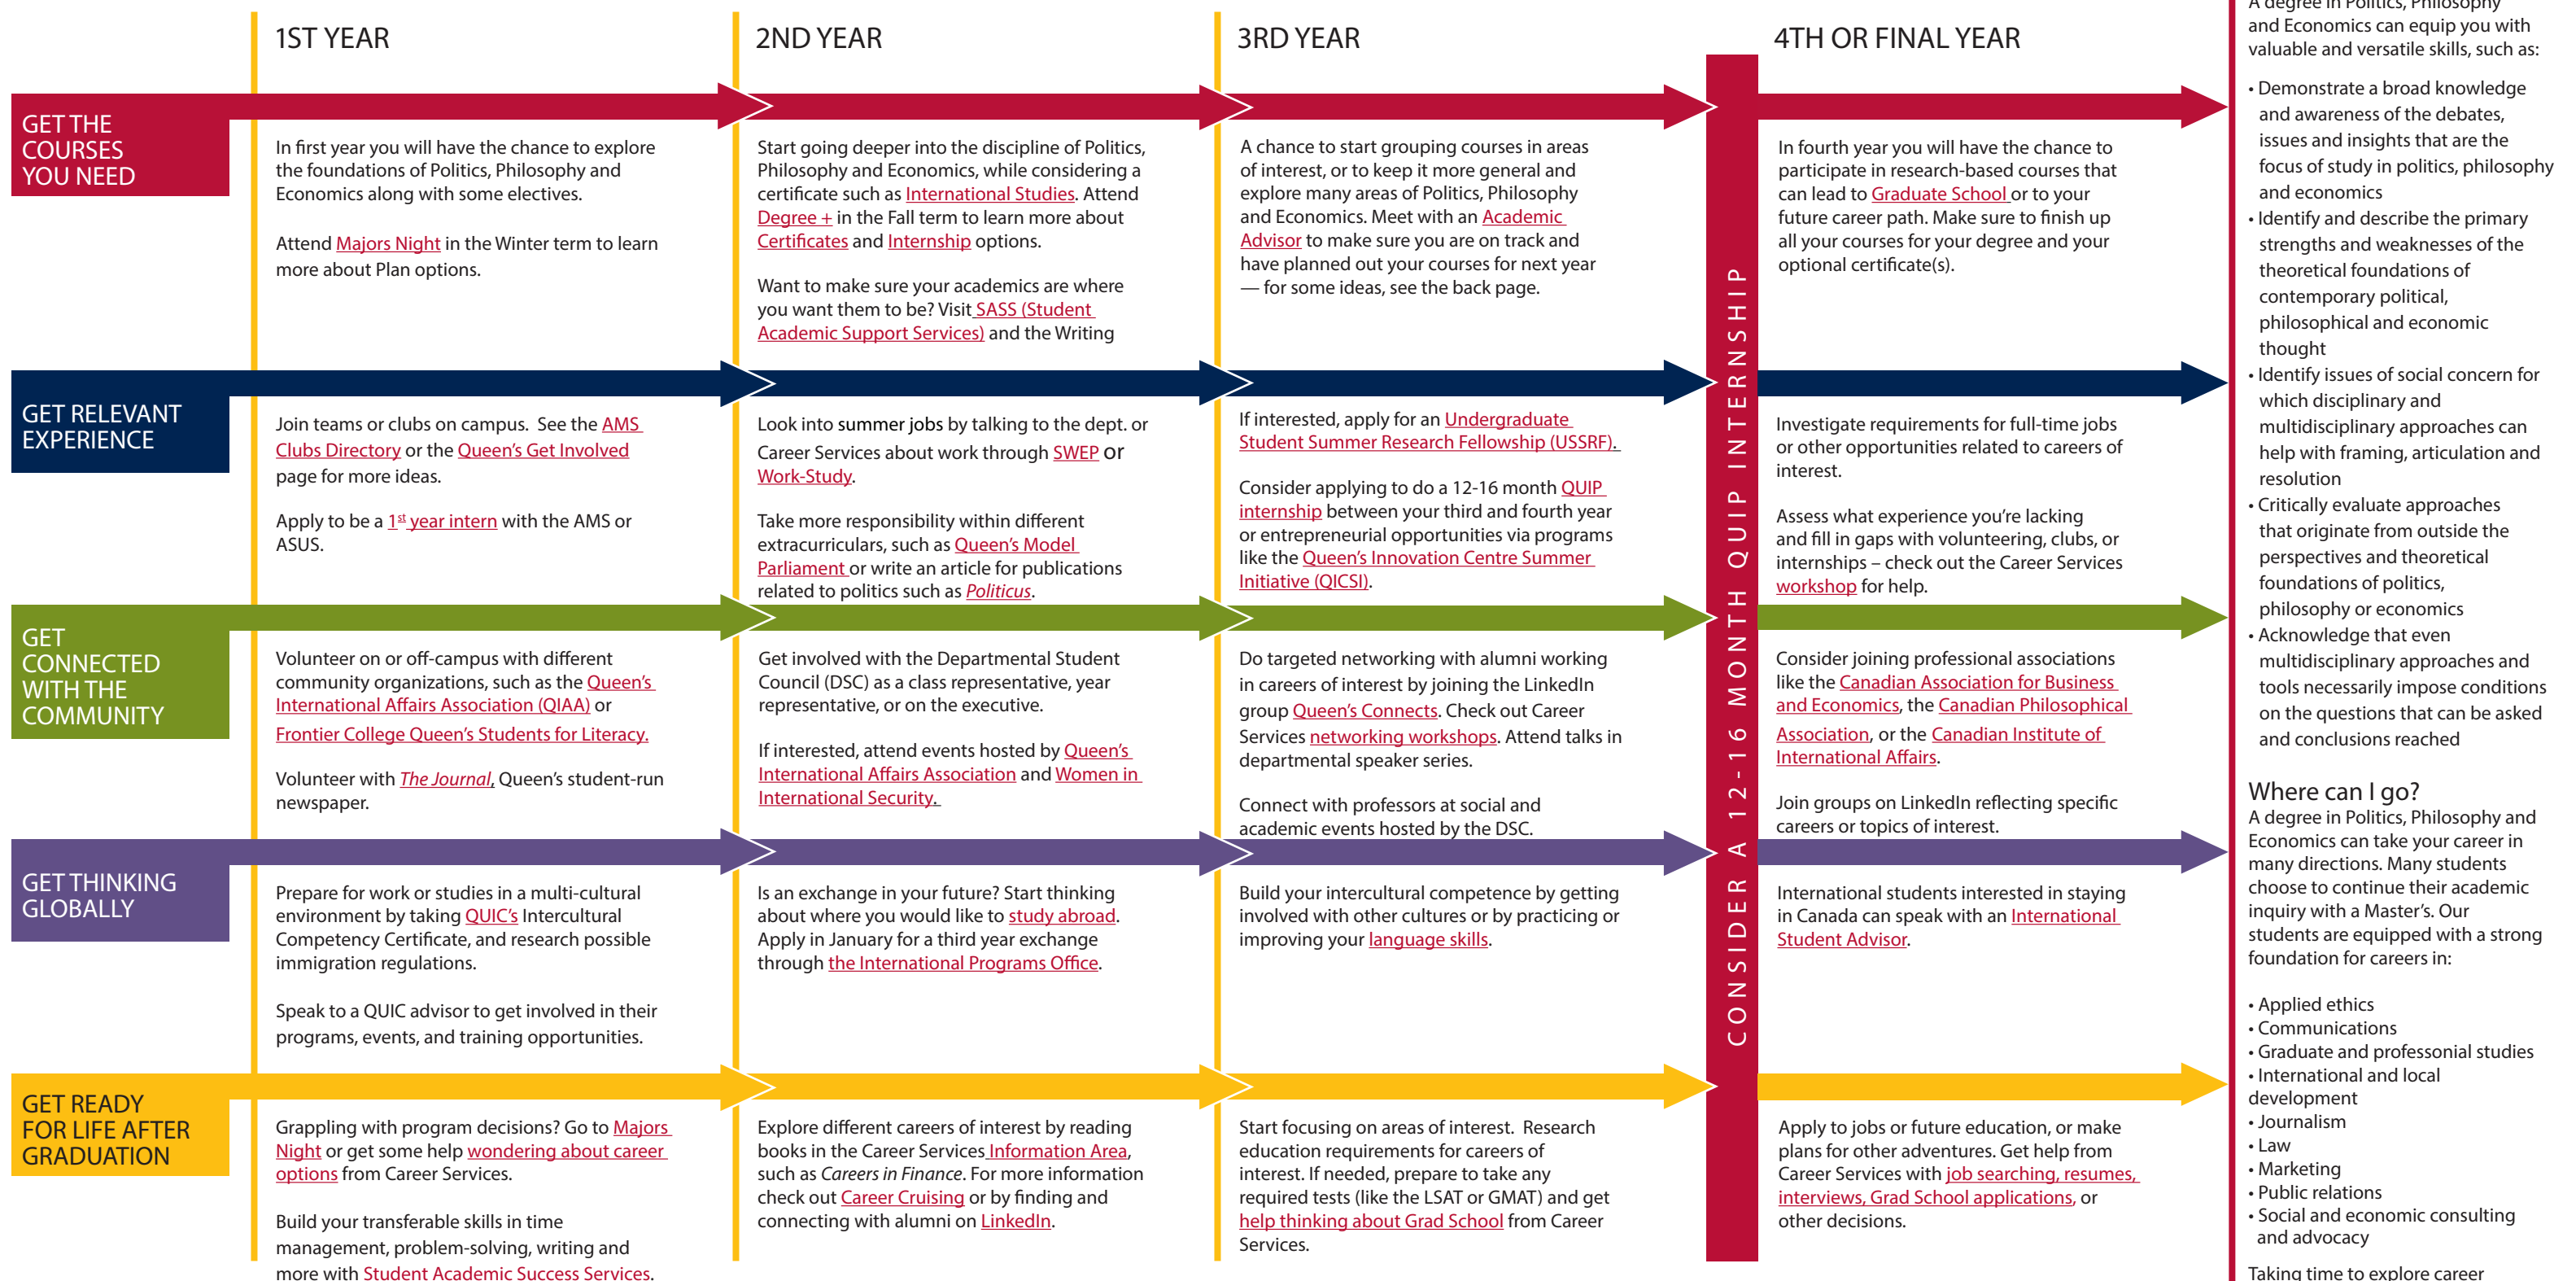 1ST YEAR
2ND YEAR
3RD YEAR
4TH OR FINAL YEAR
GET THE
COURSES
YOU NEED
In first year you will have the chance to explore
the foundations of Politics, Philosophy and
Economics along with some electives.
Attend Majors Night in the Winter term to learn
more about Plan options.
Start going deeper into the discipline of Politics,
Philosophy and Economics, while considering a
certificate such as International Studies. Attend
Degree + in the Fall term to learn more about
Certificates and Internship options.
Want to make sure your academics are where
you want them to be? Visit SASS (Student
Academic Support Services) and the Writing
A chance to start grouping courses in areas
of interest, or to keep it more general and
explore many areas of Politics, Philosophy
and Economics. Meet with an Academic
Advisor to make sure you are on track and
have planned out your courses for next year
— for some ideas, see the back page.
In fourth year you will have the chance to
participate in research-based courses that
can lead to Graduate School or to your
future career path. Make sure to finish up
all your courses for your degree and your
optional certificate(s).
GET RELEVANT
EXPERIENCE
Join teams or clubs on campus.  See the AMS
Clubs Directory or the Queen's Get Involved
page for more ideas.
Apply to be a 1st year intern with the AMS or
ASUS.
Look into summer jobs by talking to the dept. or
Career Services about work through SWEP or
Work-Study.
Take more responsibility within different
extracurriculars, such as Queen's Model
Parliament or write an article for publications
related to politics such as Politicus.
If interested, apply for an Undergraduate
Student Summer Research Fellowship (USSRF).
Consider applying to do a 12-16 month QUIP
internship between your third and fourth year
or entrepreneurial opportunities via programs
like the Queen's Innovation Centre Summer
Initiative (QICSI).
Investigate requirements for full-time jobs
or other opportunities related to careers of
interest.
Assess what experience you're lacking
and fill in gaps with volunteering, clubs, or
internships – check out the Career Services
workshop for help.
GET
CONNECTED
WITH THE
COMMUNITY
Volunteer on or off-campus with different
community organizations, such as the Queen's
International Affairs Association (QIAA) or
Frontier College Queen's Students for Literacy.
Volunteer with The Journal, Queen's student-run
newspaper.
Get involved with the Departmental Student
Council (DSC) as a class representative, year
representative, or on the executive.
If interested, attend events hosted by Queen's
International Affairs Association and Women in
International Security.
Do targeted networking with alumni working
in careers of interest by joining the LinkedIn
group Queen's Connects. Check out Career
Services networking workshops. Attend talks in
departmental speaker series.
Connect with professors at social and
academic events hosted by the DSC.
Consider joining professional associations
like the Canadian Association for Business
and Economics, the Canadian Philosophical
Association, or the Canadian Institute of
International Affairs.
Join groups on LinkedIn reflecting specific
careers or topics of interest.
GET THINKING
GLOBALLY
Prepare for work or studies in a multi-cultural
environment by taking QUIC's Intercultural
Competency Certificate, and research possible
immigration regulations.
Speak to a QUIC advisor to get involved in their
programs, events, and training opportunities.
Is an exchange in your future? Start thinking
about where you would like to study abroad.
Apply in January for a third year exchange
through the International Programs Office.
Build your intercultural competence by getting
involved with other cultures or by practicing or
improving your language skills.
International students interested in staying
in Canada can speak with an International
Student Advisor.
GET READY
FOR LIFE AFTER
GRADUATION
Grappling with program decisions? Go to Majors
Night or get some help wondering about career
options from Career Services.
Build your transferable skills in time
management, problem-solving, writing and
more with Student Academic Success Services.
Explore different careers of interest by reading
books in the Career Services Information Area,
such as Careers in Finance. For more information
check out Career Cruising or by finding and
connecting with alumni on LinkedIn.
Start focusing on areas of interest.  Research
education requirements for careers of
interest. If needed, prepare to take any
required tests (like the LSAT or GMAT) and get
help thinking about Grad School from Career
Services.
Apply to jobs or future education, or make
plans for other adventures. Get help from
Career Services with job searching, resumes,
interviews, Grad School applications, or
other decisions.
CONSIDER A 12-16 MONTH QUIP INTERNSHIP
A degree in Politics, Philosophy
and Economics can equip you with
valuable and versatile skills, such as:
• Demonstrate a broad knowledge
and awareness of the debates,
issues and insights that are the
focus of study in politics, philosophy
and economics
• Identify and describe the primary
strengths and weaknesses of the
theoretical foundations of
contemporary political,
philosophical and economic
thought
• Identify issues of social concern for
which disciplinary and
multidisciplinary approaches can
help with framing, articulation and
resolution
• Critically evaluate approaches
that originate from outside the
perspectives and theoretical
foundations of politics,
philosophy or economics
• Acknowledge that even
multidisciplinary approaches and
tools necessarily impose conditions
on the questions that can be asked
and conclusions reached
Where can I go?
A degree in Politics, Philosophy and
Economics can take your career in
many directions. Many students
choose to continue their academic
inquiry with a Master's. Our
students are equipped with a strong
foundation for careers in:
• Applied ethics
• Communications
• Graduate and professonial studies
• International and local
development
• Journalism
• Law
• Marketing
• Public relations
• Social and economic consulting
and advocacy
Taking time to explore career